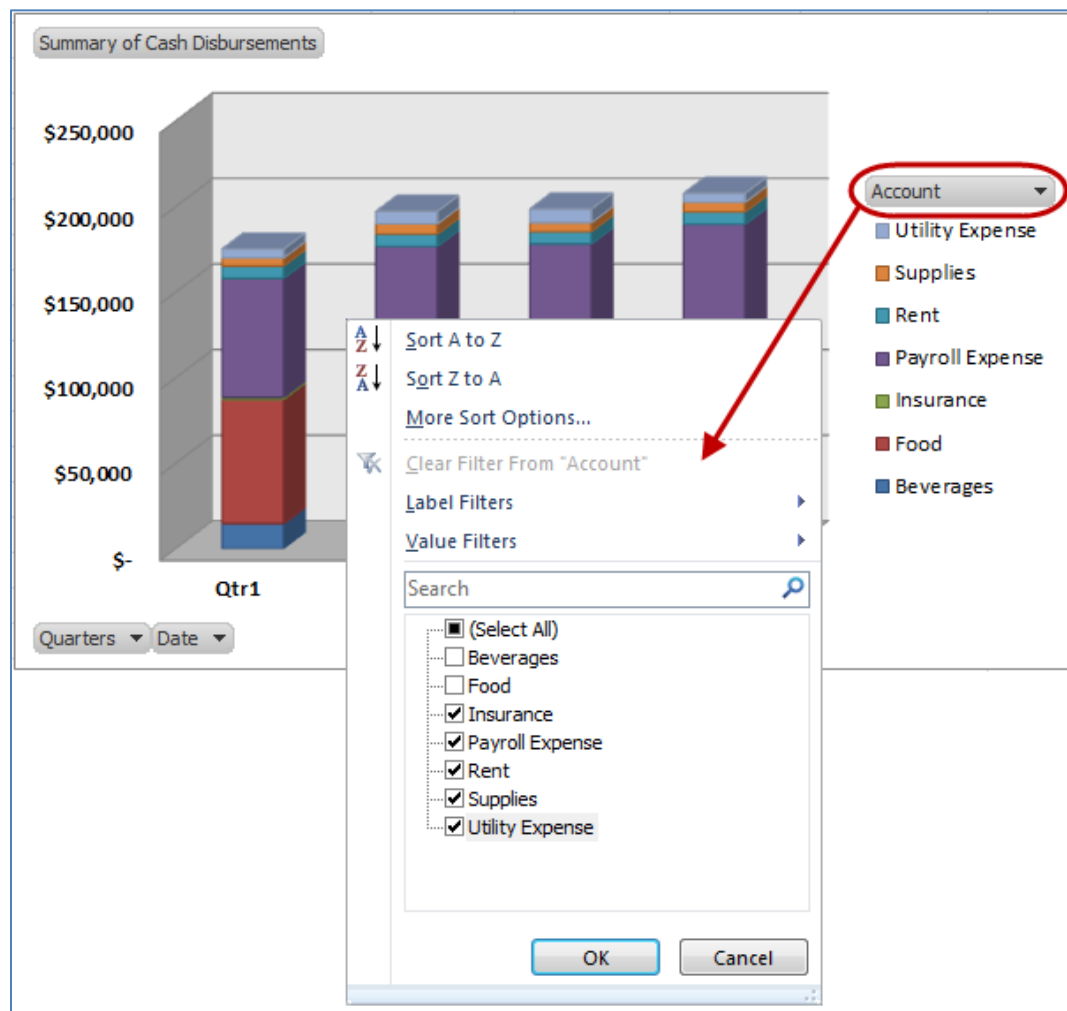 Summary of Cash Disbursements
$250,000
$200,000
$150,000
$100,000
$50,000
$-
Qtr1
Quarters
Date
Account
Utility Expense
Supplies
Rent
Payroll Expense
Insurance
Food
Beverages
A
Z
Sort A to Z
Z
A
Sort Z to A
More Sort Options...
Clear Filter From "Account"
Label Filters
Value Filters
Search
(Select All)
Beverages
Food
Insurance
Payroll Expense
Rent
Supplies
Utility Expense
OK
Cancel